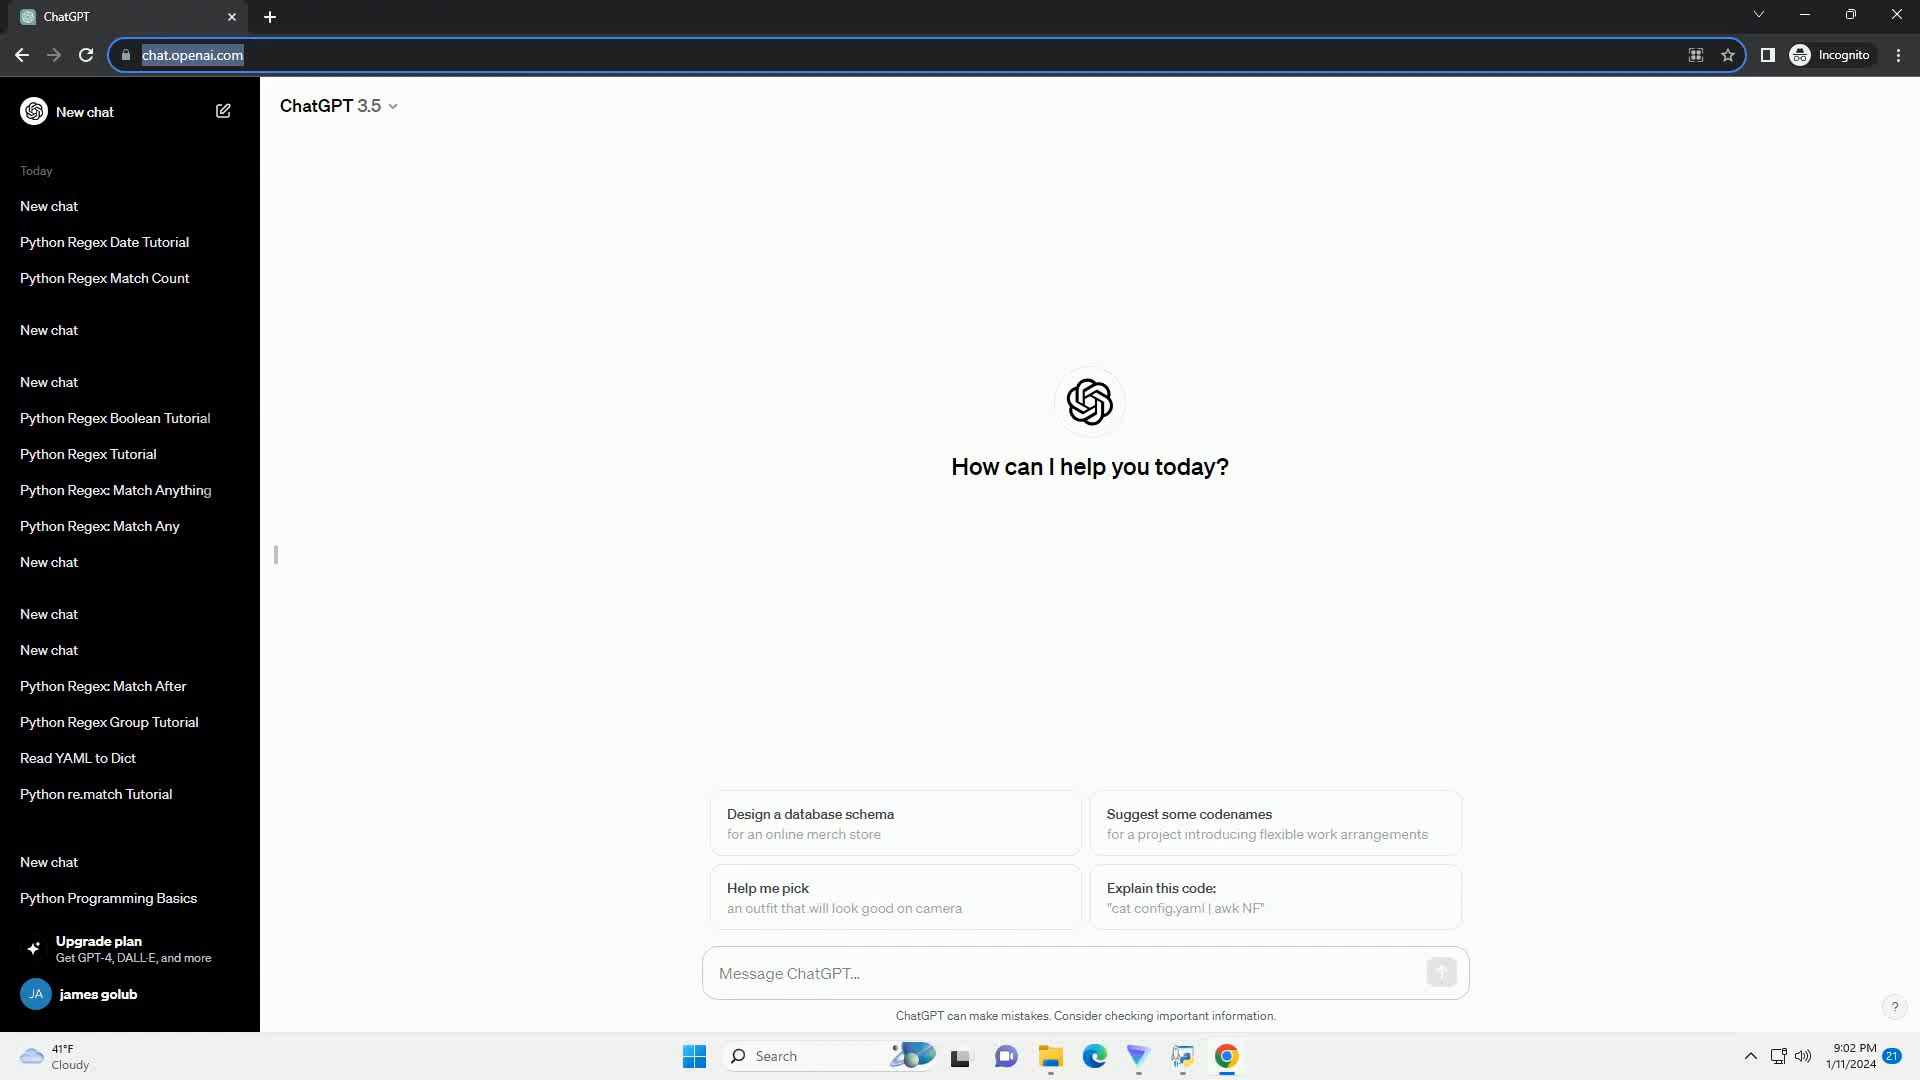 ChatGPT
chat.openai.com
Incognito
New chat
ChatGPT 3.5
Today
New chat
Python Regex Date Tutorial
Python Regex Match Count
New chat
New chat
Python Regex Boolean Tutorial
Python Regex Tutorial
Python Regex: Match Anything
Python Regex: Match Any
New chat
New chat
New chat
Python Regex: Match After
Python Regex Group Tutorial
Read YAML to Dict
Python re.match Tutorial
New chat
Python Programming Basics
Upgrade plan
Get GPT-4, DALL·E, and more
JA james golub
How can I help you today?
Design a database schema
for an online merch store
Suggest some codenames
for a project introducing flexible work arrangements
Help me pick
an outfit that will look good on camera
Explain this code:
"cat config.yaml | awk NF"
Message ChatGPT...
ChatGPT can make mistakes. Consider checking important information.
?
41°F
Cloudy
Search
9:02 PM
1/11/2024
21